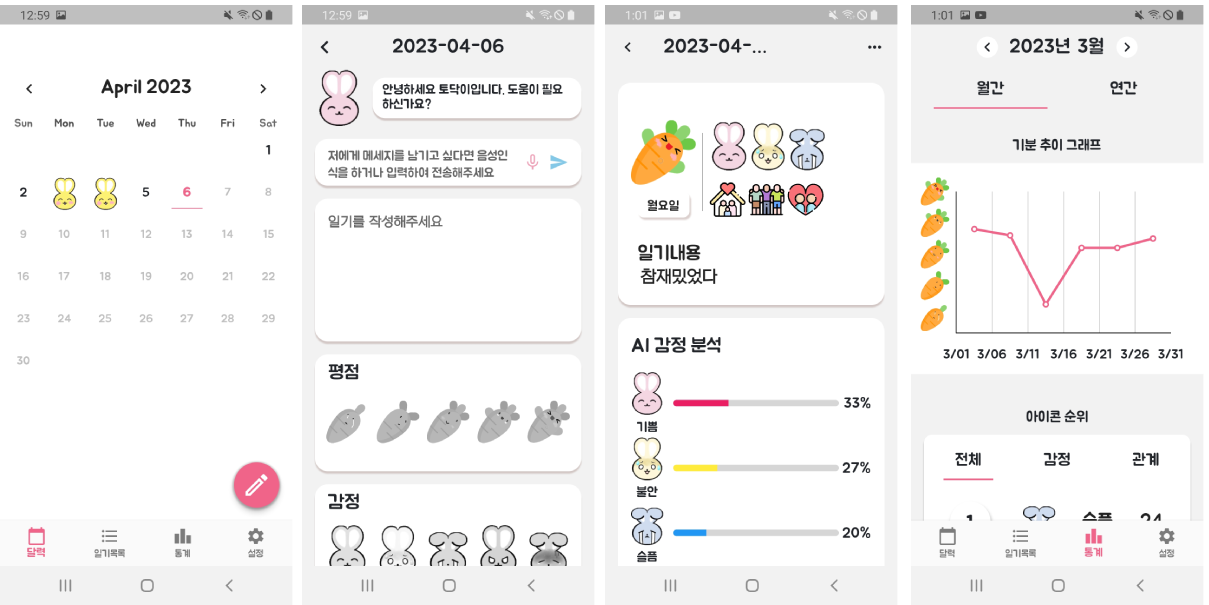 12:59
April 2023
Sun Mon Tue Wed Thu Fri Sat
1
2 5 6 7 8
9 10 11 12 13 14 15
16 17 18 19 20 21 22
23 24 25 26 27 28 29
30
달력 일기목록 통계 설정
12:59
2023-04-06
안녕하세요 토닥이입니다. 도움이 필요
하신가요?
저에게 메세지를 남기고 싶다면 음성인
식을 하거나 입력하여 전송해주세요
일기를 작성해주세요
평점
감정
1:01
2023-04-...
월요일
일기내용
참재밌었다
AI 감정 분석
33%
기쁨
27%
불안
20%
슬픔
1:01
2023년 3월
월간 연간
기분 추이 그래프
3/01 3/06 3/11 3/16 3/21 3/26 3/31
아이콘 순위
전체 감정 관계
1 슬픔 24
달력 일기목록 통계 설정